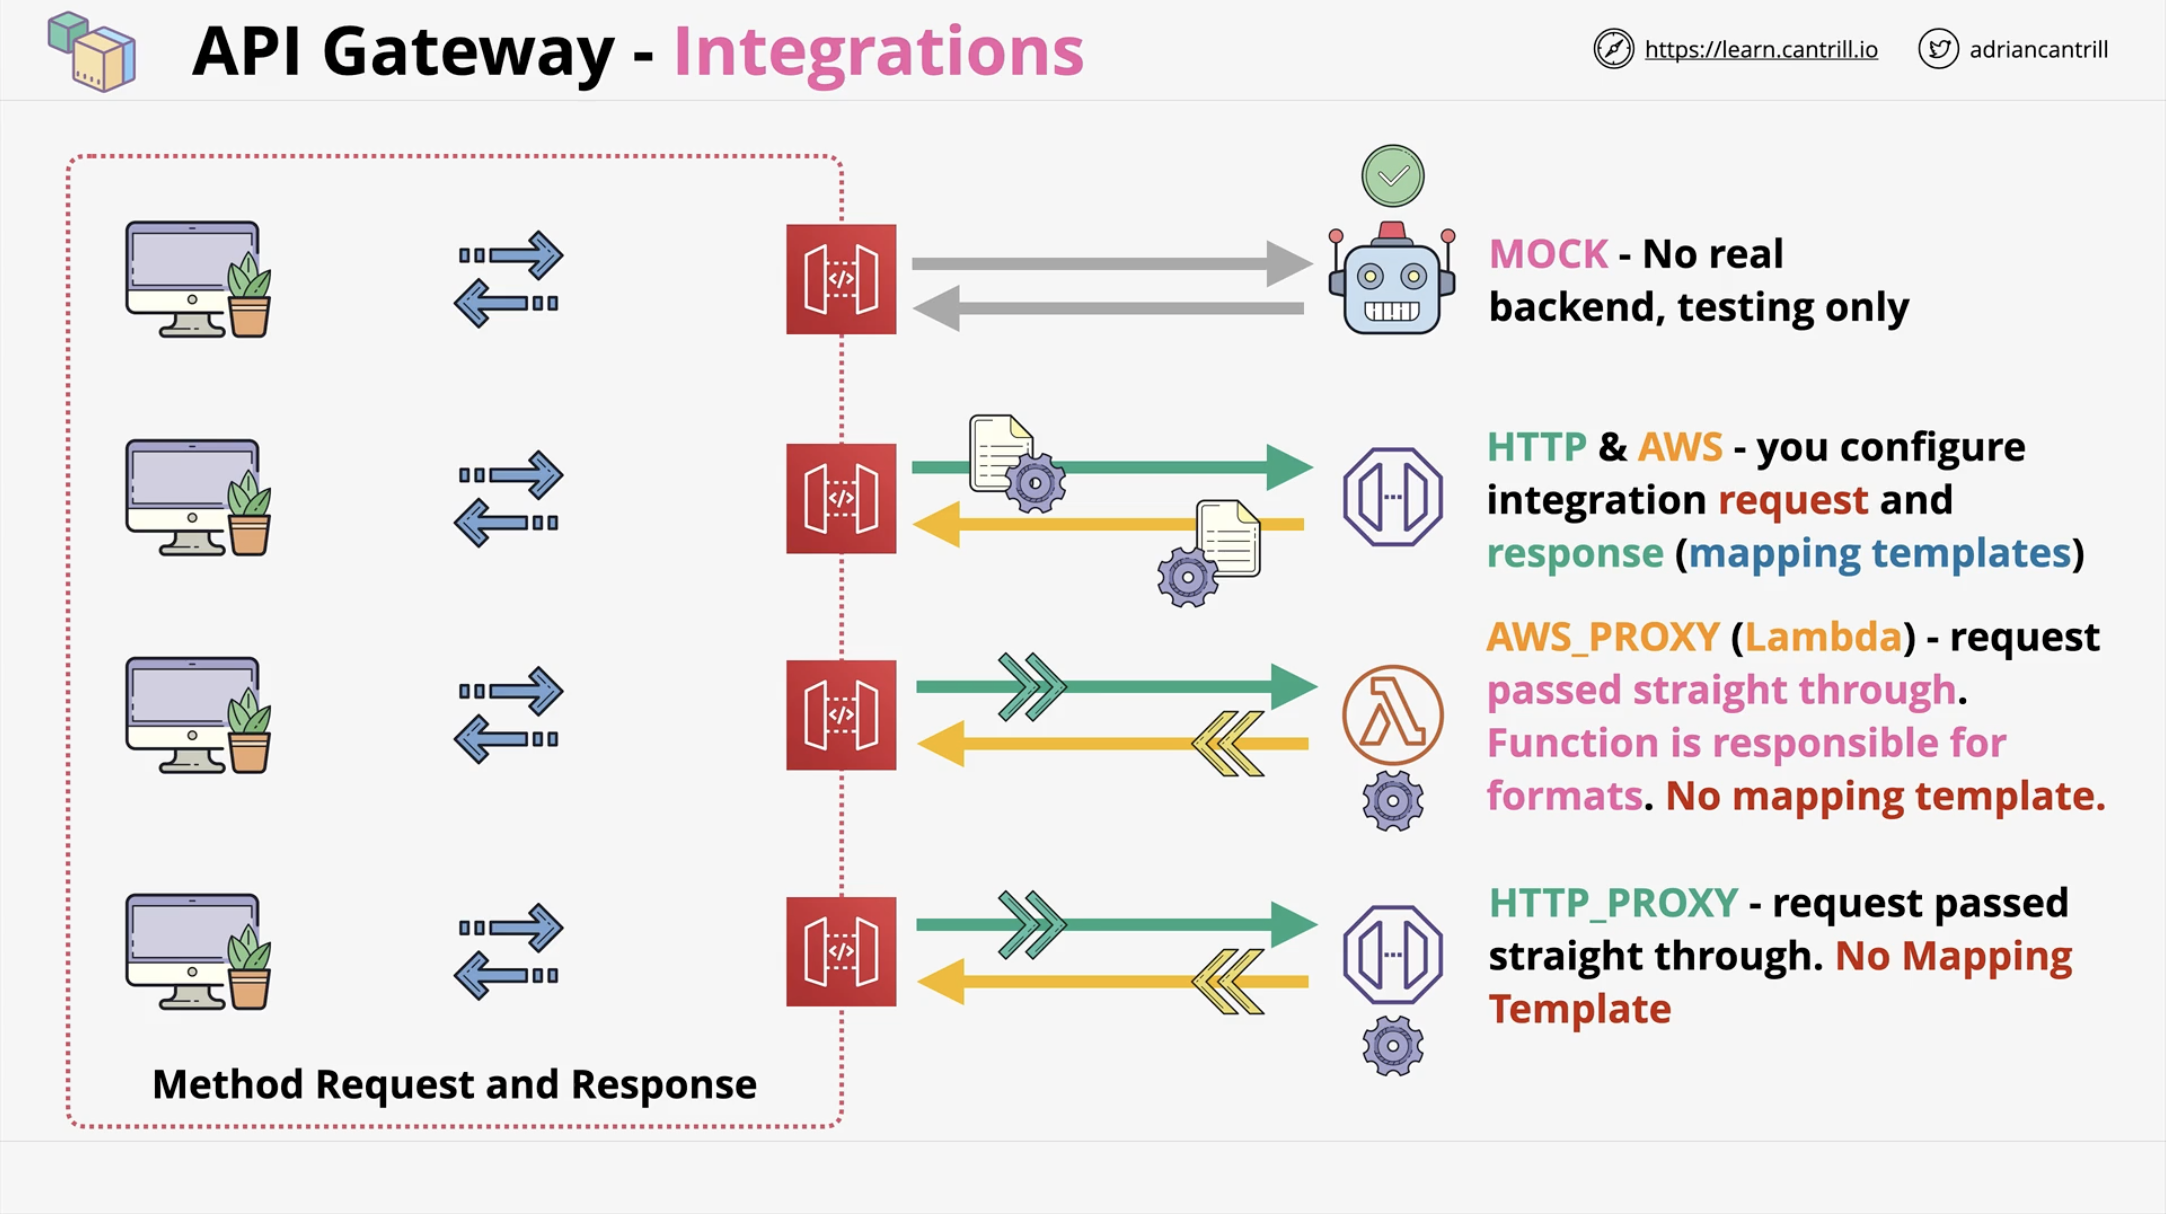 API Gateway - Integrations
https://learn.cantrill.io
adriancantrill
MOCK - No real
backend, testing only
HTTP & AWS - you configure
integration request and
response (mapping templates)
AWS_PROXY (Lambda) - request
passed straight through.
Function is responsible for
formats. No mapping template.
HTTP_PROXY - request passed
straight through. No Mapping
Template
Method Request and Response